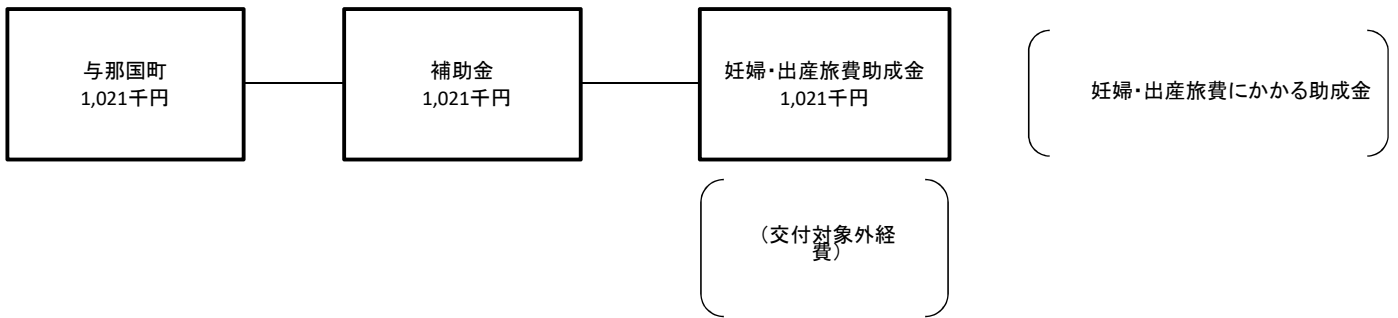 与那国町
1,021千円
補助金
1,021千円
妊婦・出産旅費助成金
1,021千円
妊婦・出産旅費にかかる助成金
（交付対象外経
費）